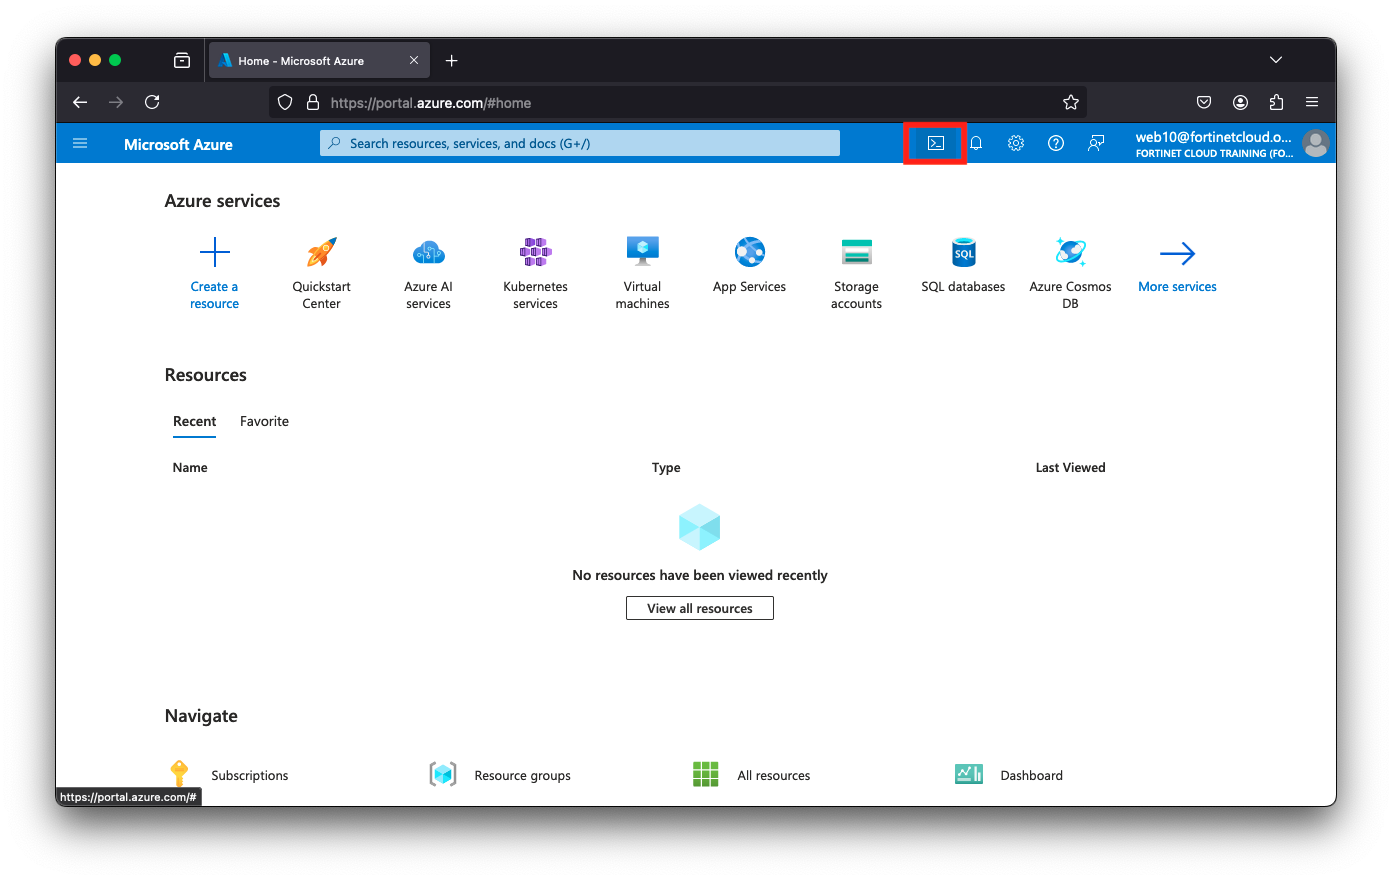 Home - Microsoft Azure
https://portal.azure.com/#home
Microsoft Azure
Search resources, services, and docs (G+/)
web10@fortinetcloud.o...
FORTINET CLOUD TRAINING (FO...
Azure services
Create a
resource
Quickstart
Center
Azure AI
services
Kubernetes
services
Virtual
machines
App Services
Storage
accounts
SQL
SQL databases
Azure Cosmos
DB
More services
Resources
Recent
Favorite
Name
Type
Last Viewed
No resources have been viewed recently
View all resources
Navigate
Subscriptions
Resource groups
All resources
Dashboard
https://portal.azure.com/#